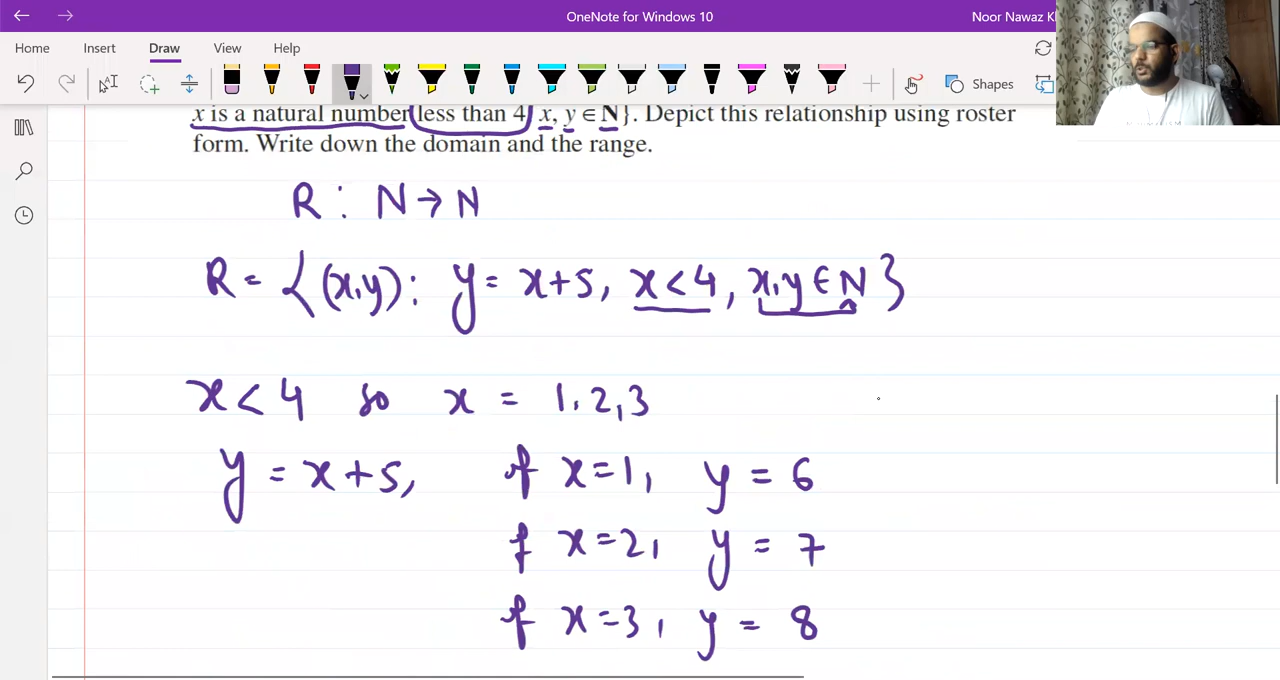 OneNote for Windows 10
Noor Nawaz Kh
Home Insert Draw View Help
Shapes
x is a natural number less than 4; x, y ∈ N}. Depict this relationship using roster
form. Write down the domain and the range.
R : N → N
R = {(x,y) : y = x+5, x < 4, x,y ∈ N}
x < 4 so x = 1,2,3
y = x+5, if x=1, y = 6
if x=2, y = 7
if x=3, y = 8